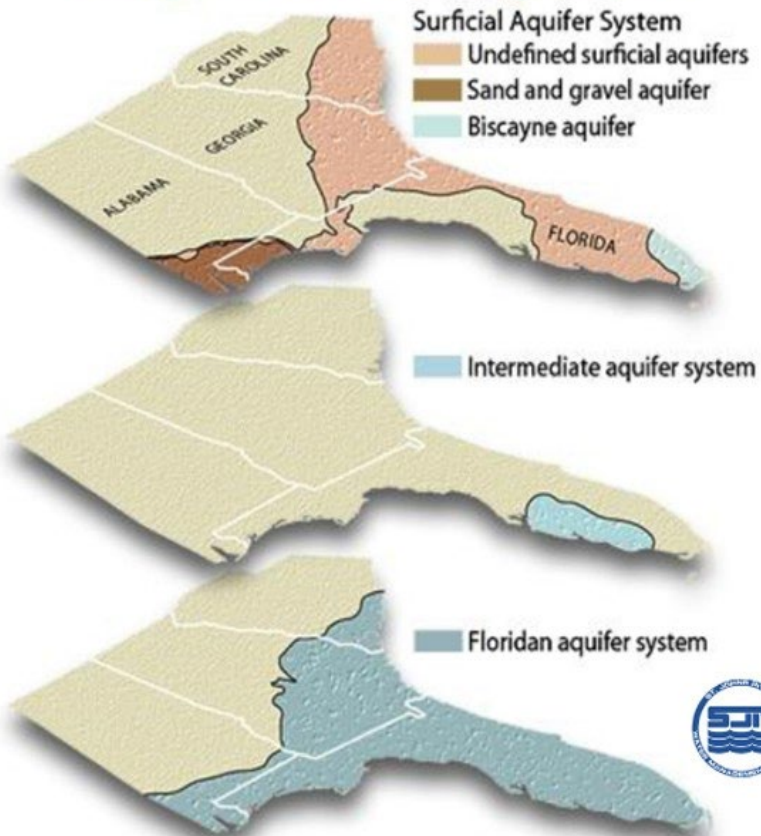 Surficial Aquifer System
Undefined surficial aquifers
Sand and gravel aquifer
Biscayne aquifer
SOUTH
CAROLINA
GEORGIA
ALABAMA
FLORIDA
Intermediate aquifer system
Floridan aquifer system